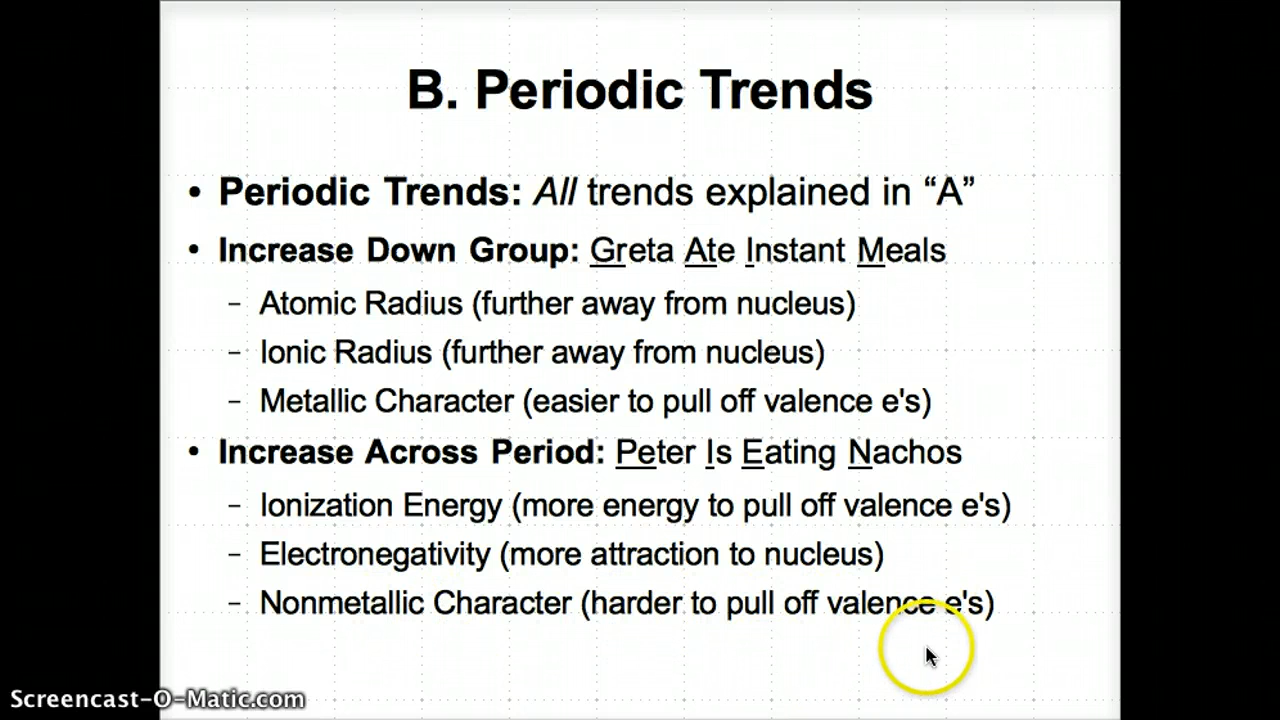 B. Periodic Trends
• Periodic Trends: All trends explained in “A”
• Increase Down Group: Greta Ate Instant Meals
– Atomic Radius (further away from nucleus)
– Ionic Radius (further away from nucleus)
– Metallic Character (easier to pull off valence e's)
• Increase Across Period: Peter Is Eating Nachos
– Ionization Energy (more energy to pull off valence e's)
– Electronegativity (more attraction to nucleus)
– Nonmetallic Character (harder to pull off valence e's)
Screencast-O-Matic.com